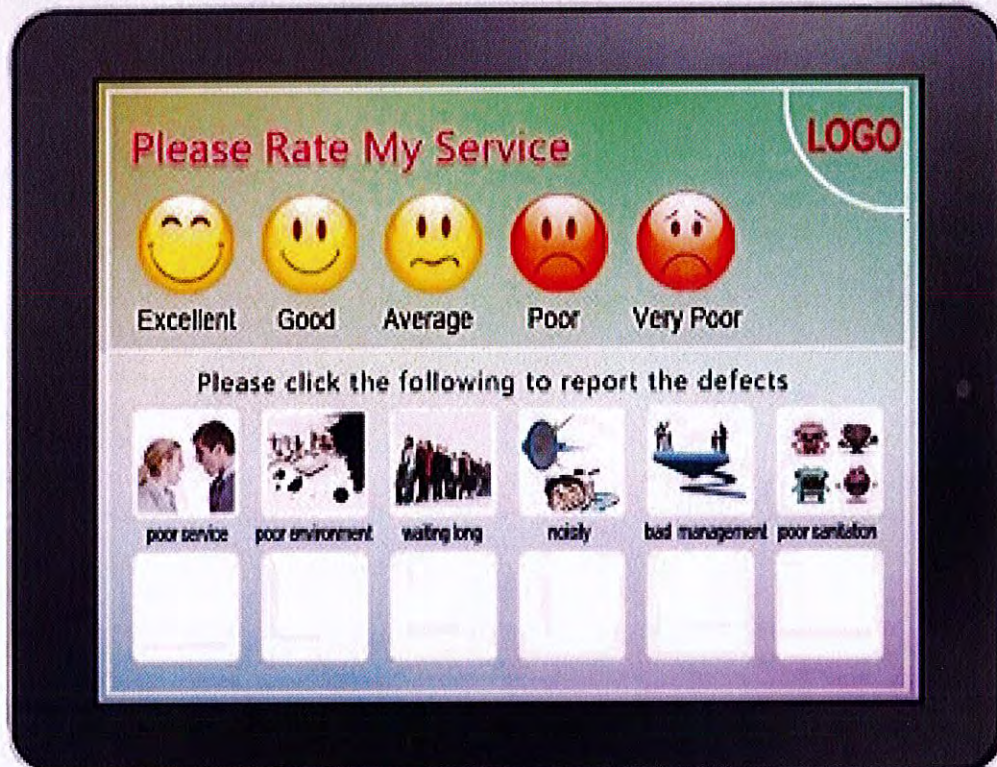 Please Rate My Service
LOGO
Excellent Good Average Poor Very Poor
Please click the following to report the defects
poor service poor environment waiting long noisily bad management poor sanitation